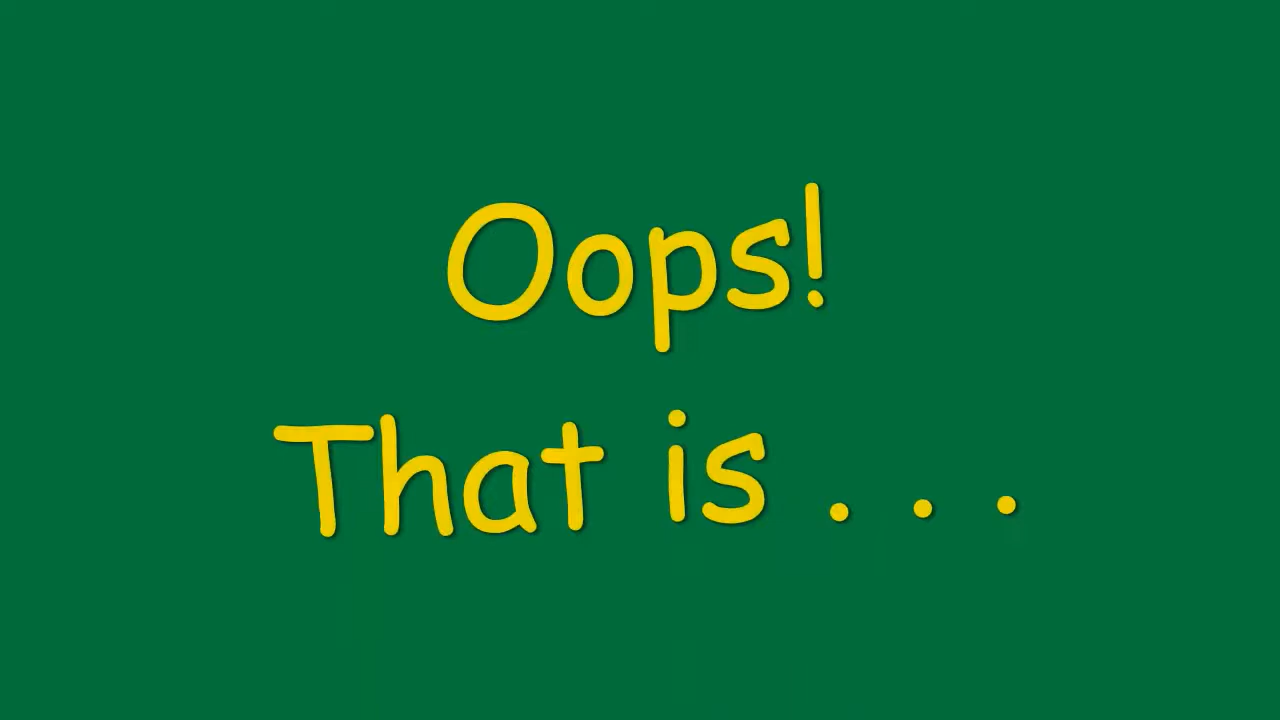 Oops!
That is . . .